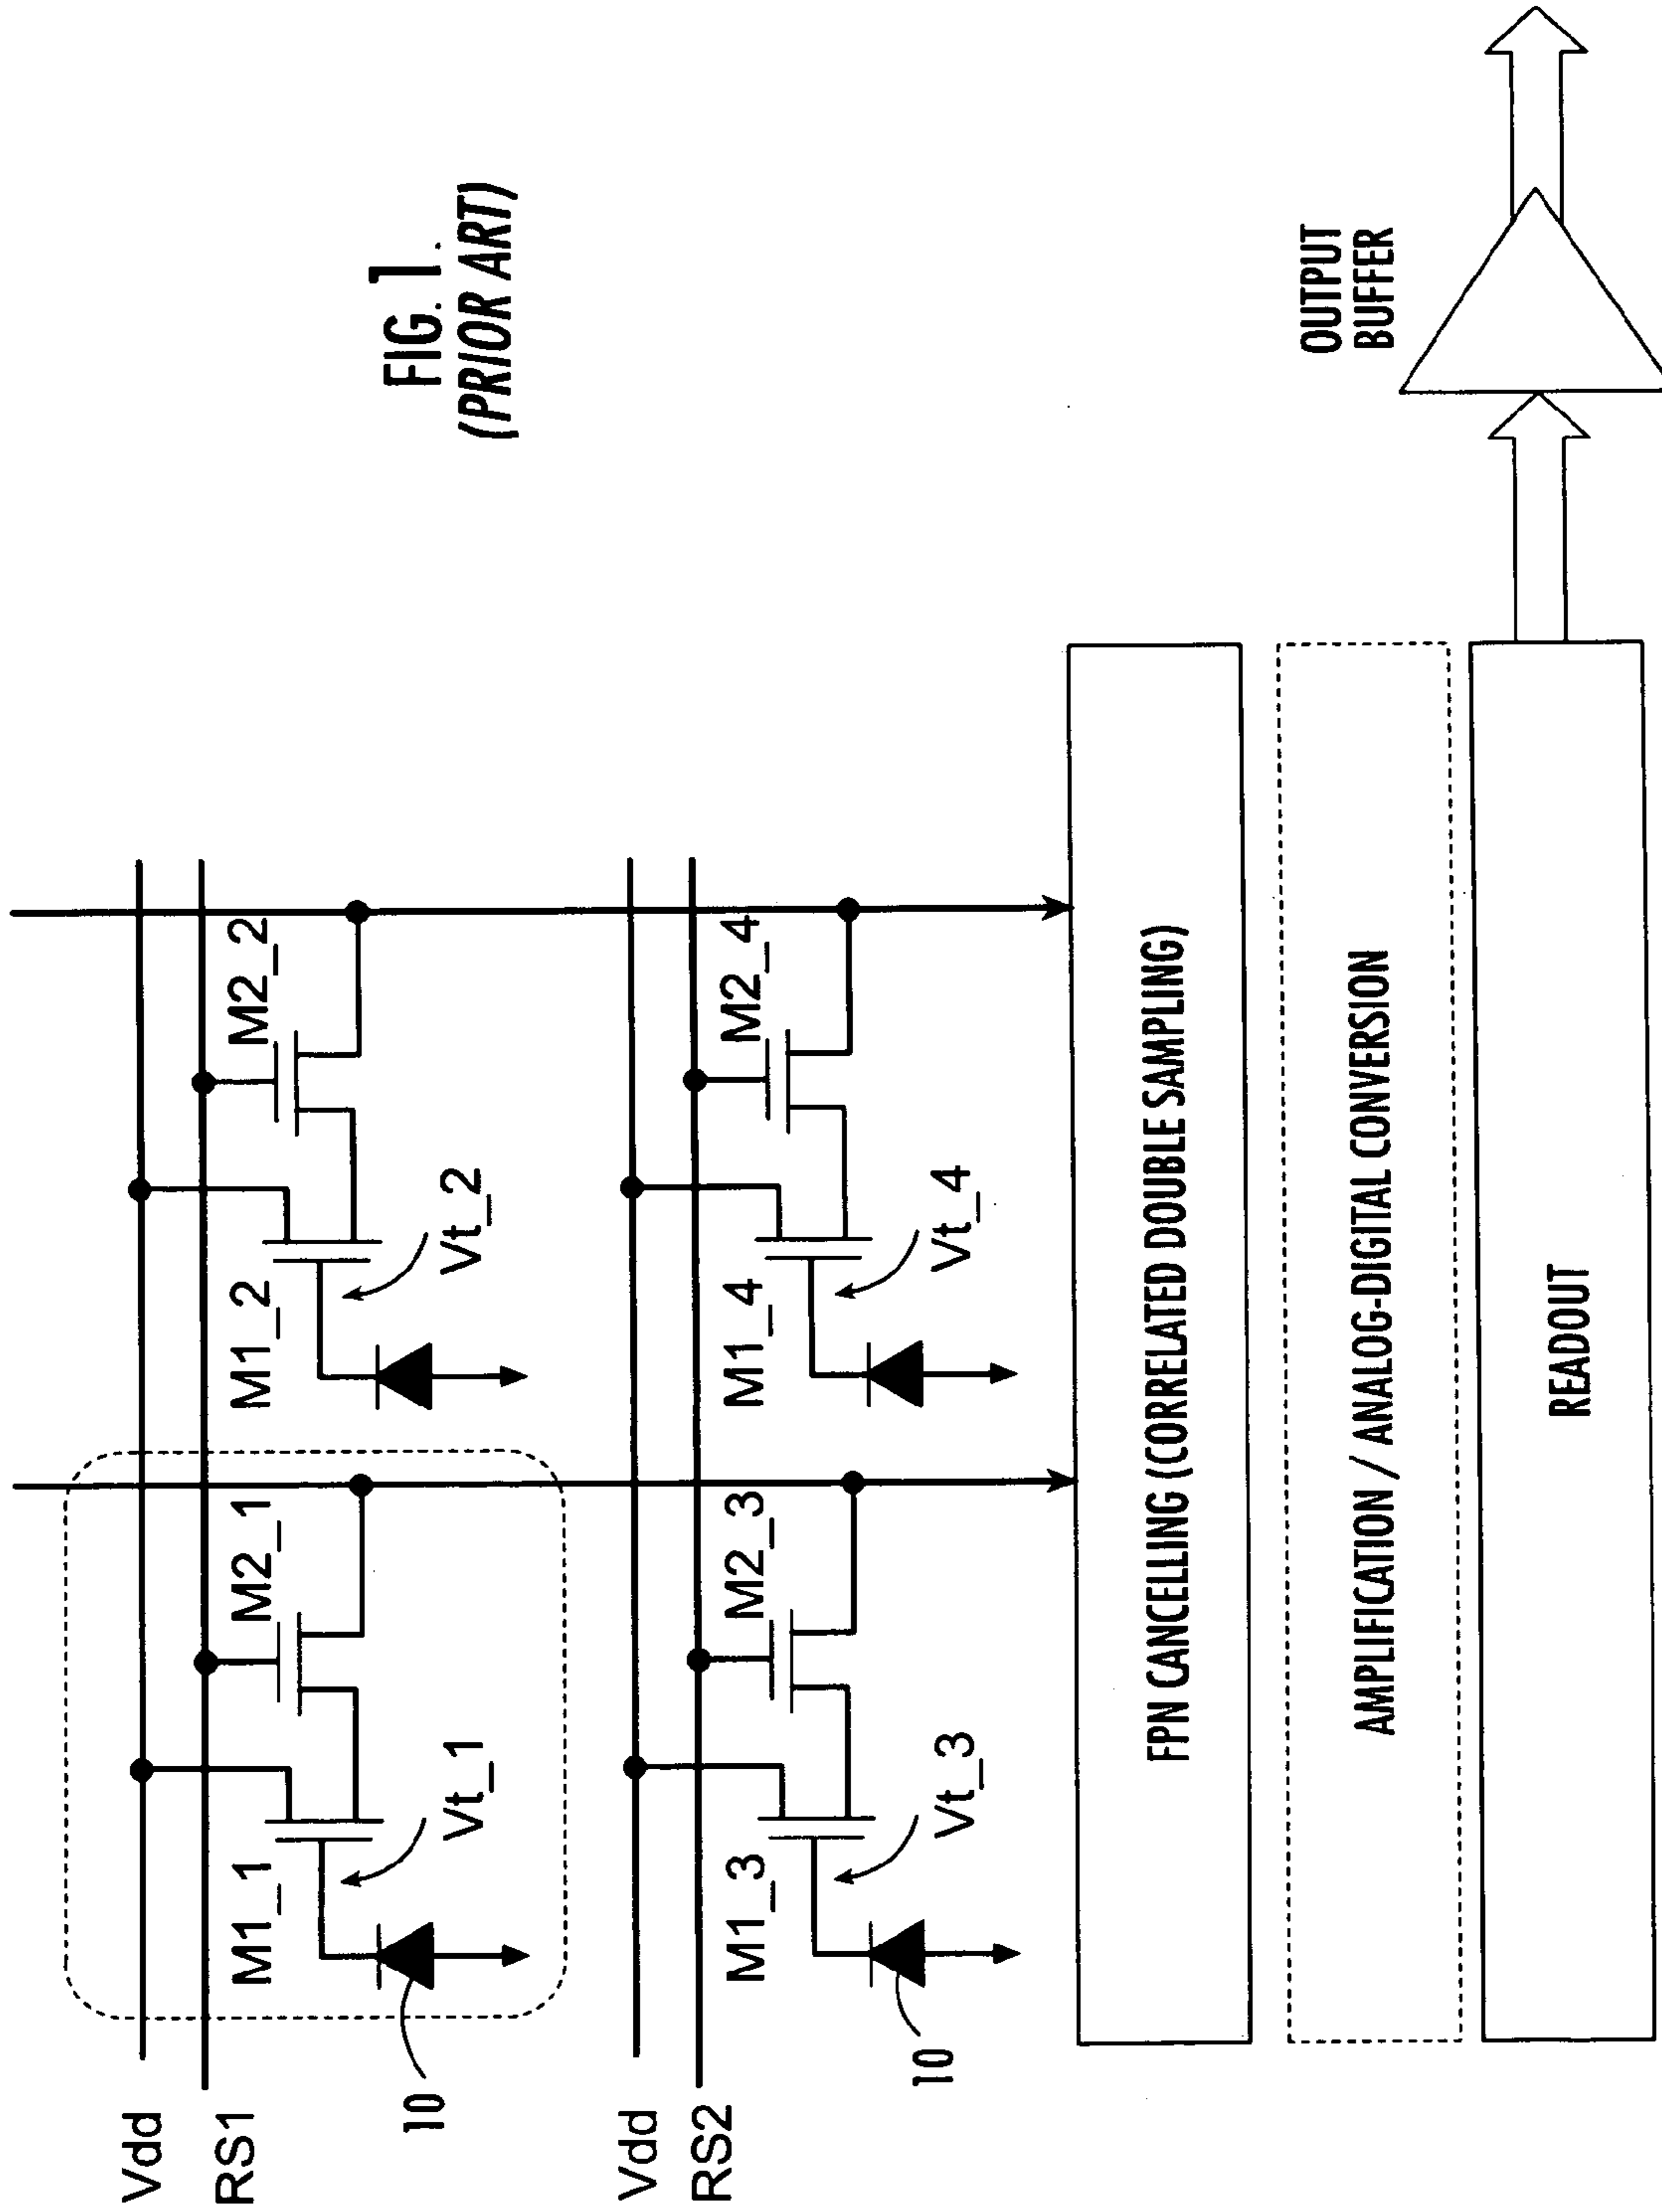 FIG. 1.
(PRIOR ART)
Vdd
RS1
M1_1
M2_1
M1_2
M2_2
Vt_1
Vt_2
10
Vdd
RS2
M1_3
M2_3
M1_4
M2_4
Vt_3
Vt_4
10
FPN CANCELLING (CORRELATED DOUBLE SAMPLING)
AMPLIFICATION / ANALOG-DIGITAL CONVERSION
READOUT
OUTPUT
BUFFER